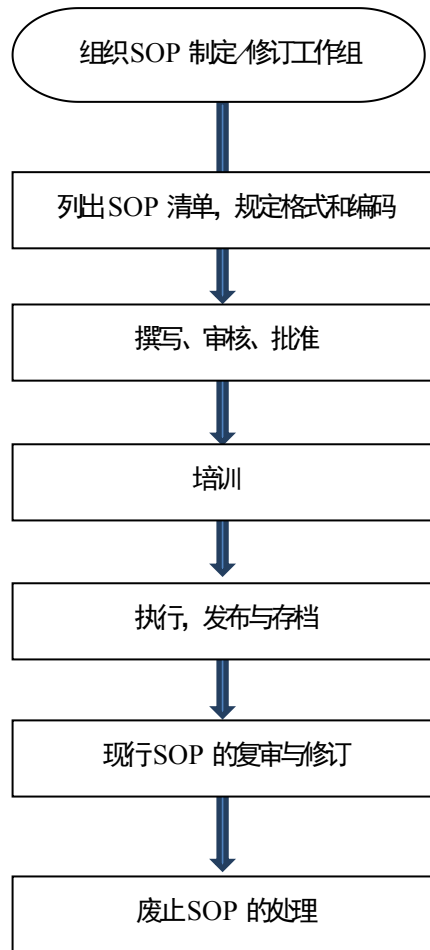 组织SOP 制定/修订工作组
列出SOP 清单，规定格式和编码
撰写、审核、批准
培训
执行，发布与存档
现行SOP 的复审与修订
废止SOP 的处理